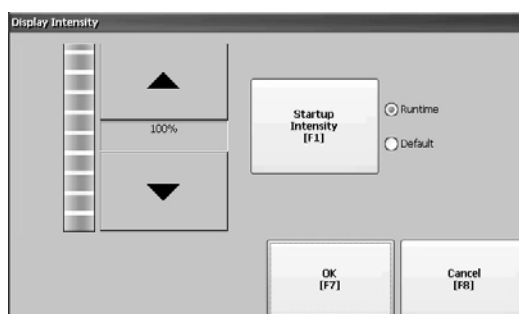 Display Intensity
100%
Startup
Intensity
[F1]
Runtime
Default
OK
[F7]
Cancel
[F8]